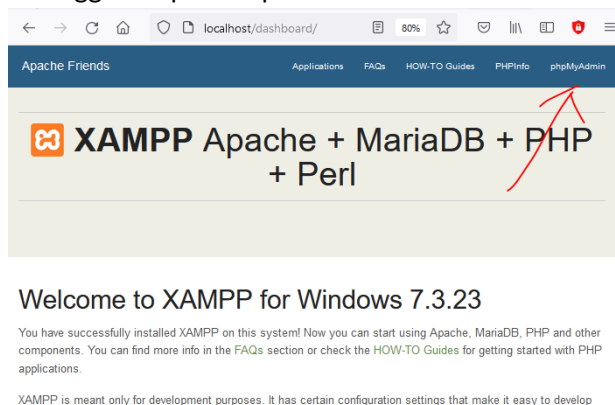 localhost/dashboard/ 80%
Apache Friends Applications FAQs HOW-TO Guides PHPInfo phpMyAdmin
XAMPP Apache + MariaDB + PHP
+ Perl
Welcome to XAMPP for Windows 7.3.23
You have successfully installed XAMPP on this system! Now you can start using Apache, MariaDB, PHP and other
components. You can find more info in the FAQs section or check the HOW-TO Guides for getting started with PHP
applications.
XAMPP is meant only for development purposes. It has certain configuration settings that make it easy to develop